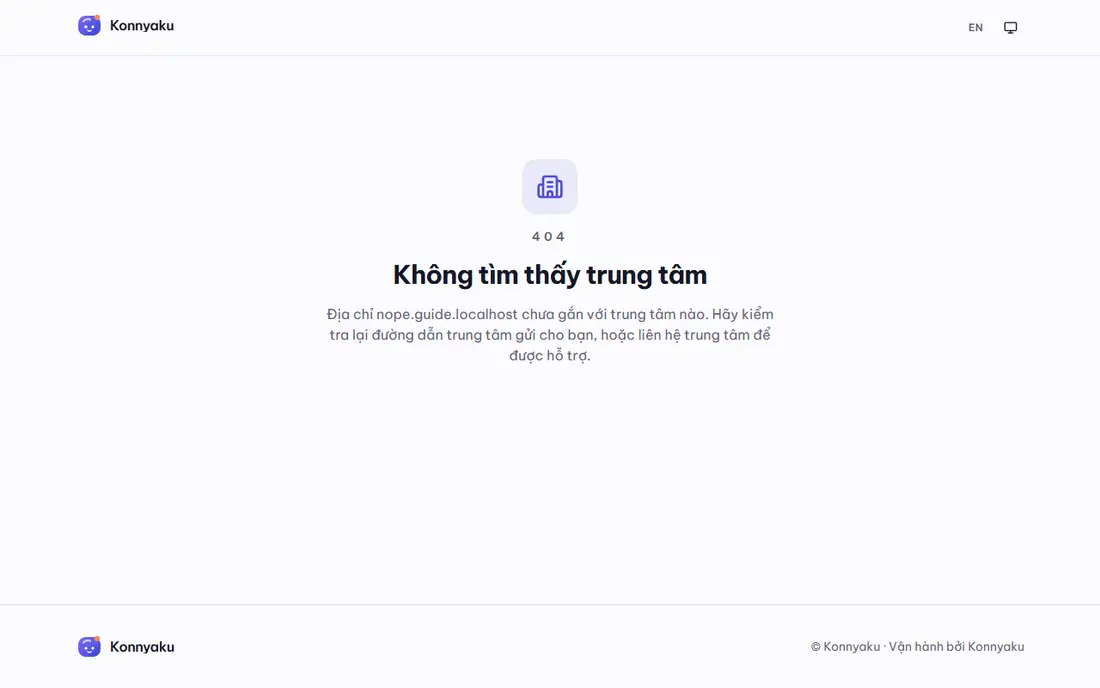 Konnyaku
EN
404
Không tìm thấy trung tâm
Địa chỉ nope.guide.localhost chưa gắn với trung tâm nào. Hãy kiểm
tra lại đường dẫn trung tâm gửi cho bạn, hoặc liên hệ trung tâm để
được hỗ trợ.
Konnyaku
© Konnyaku · Vận hành bởi Konnyaku